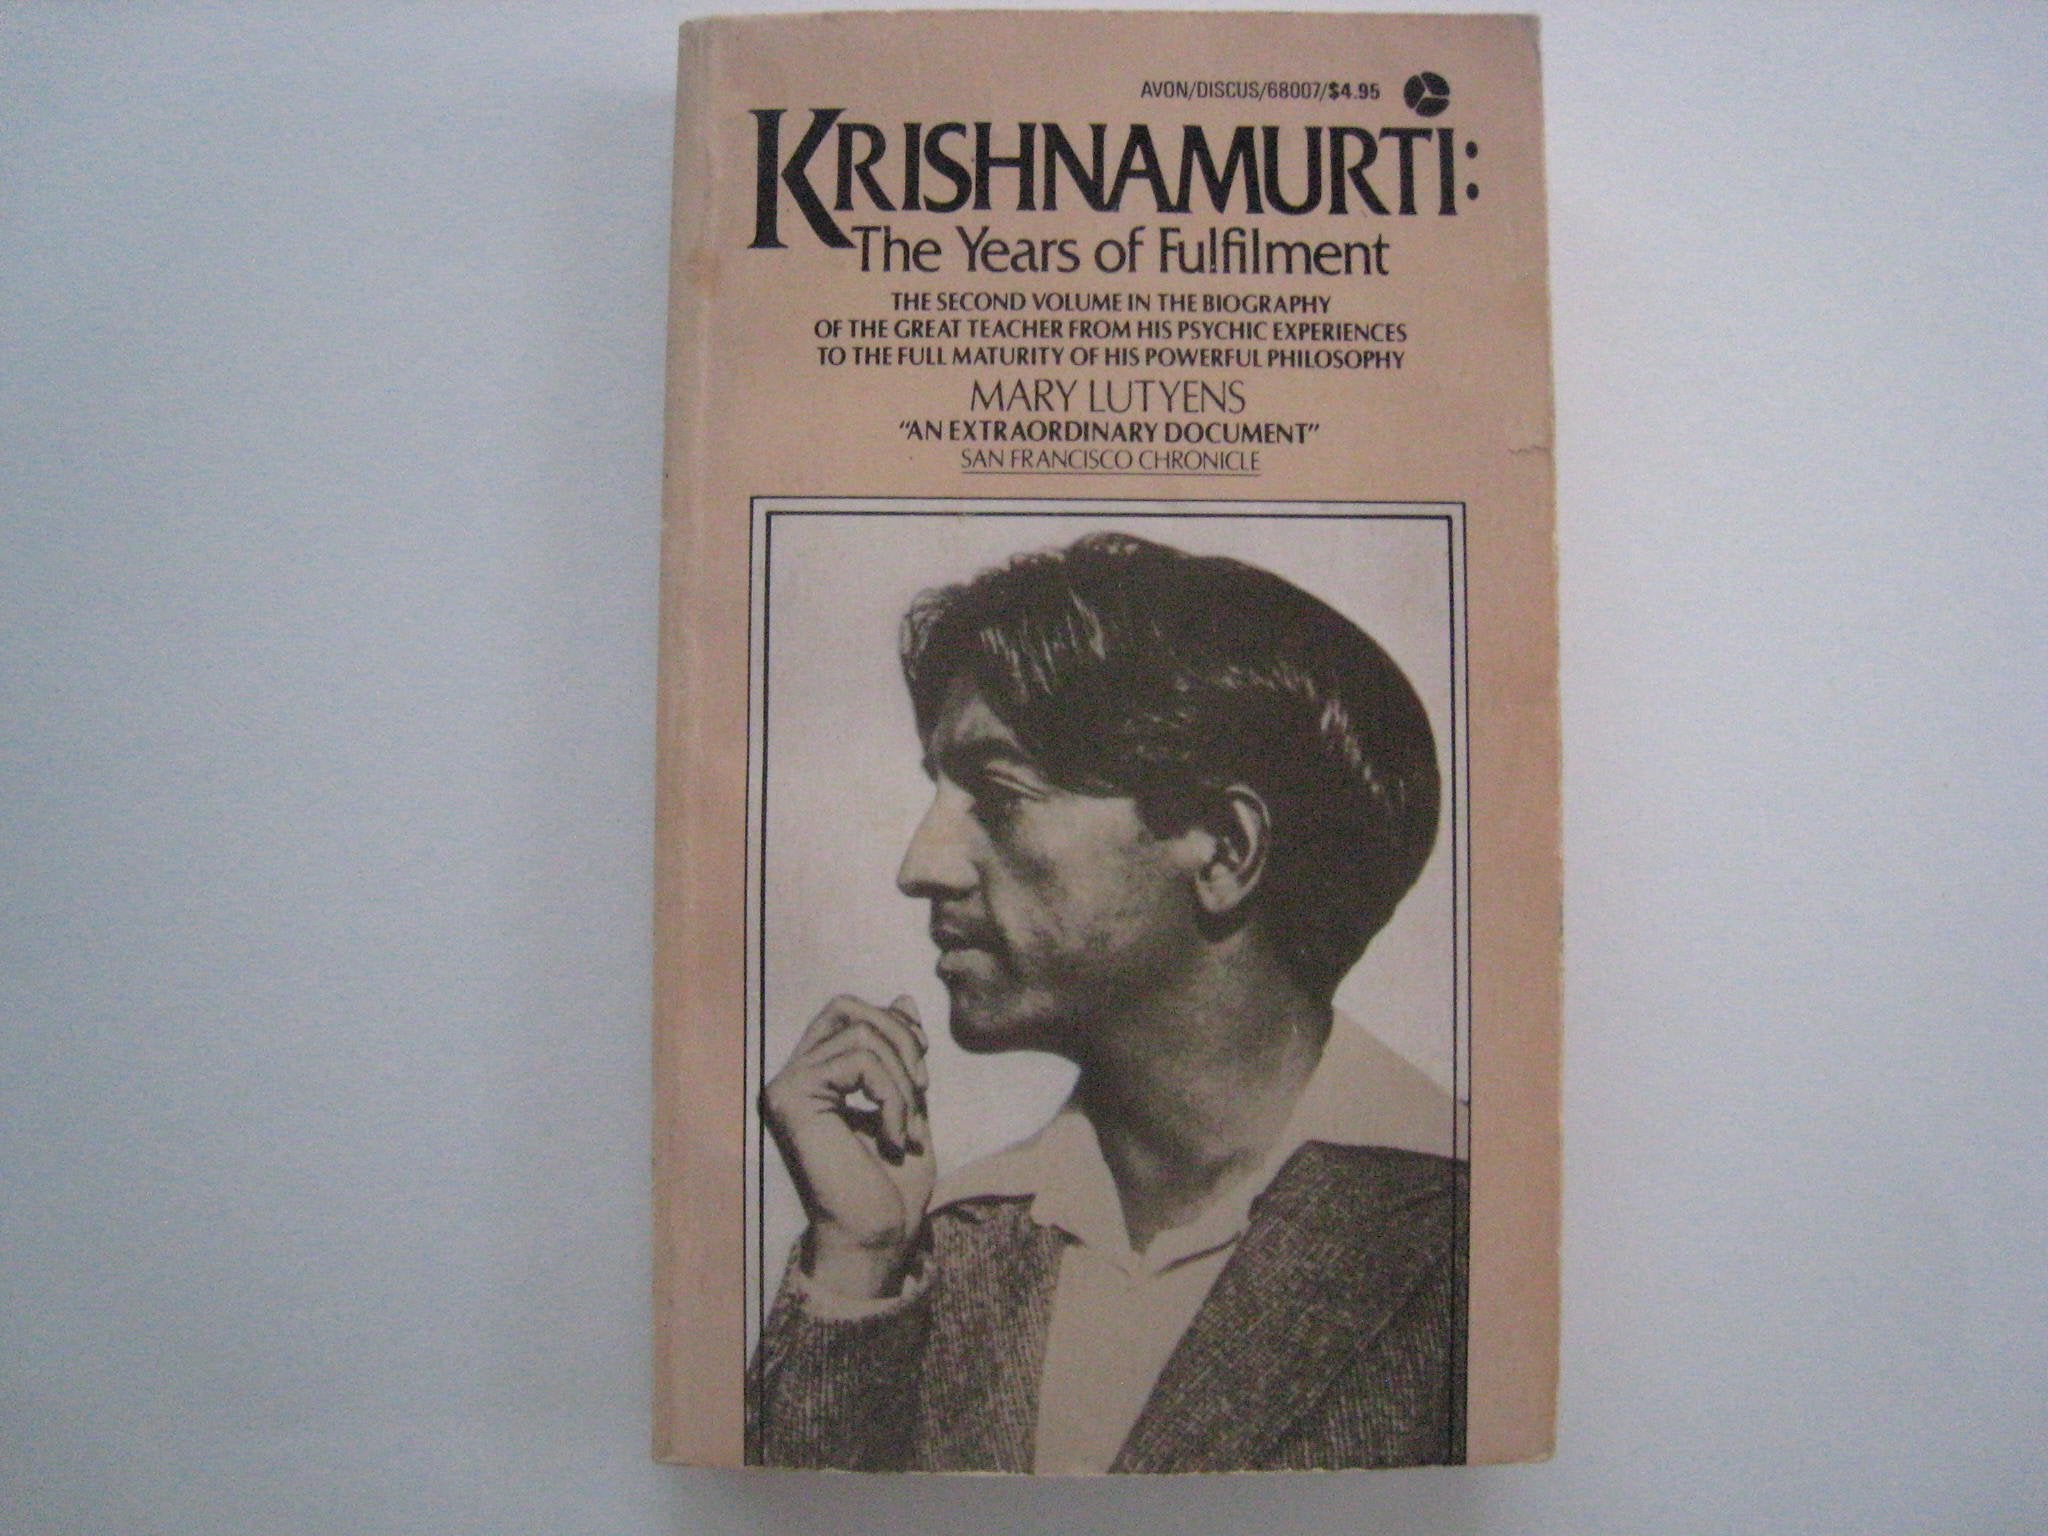 AVON/DISCUS/68007/$4.95
KRISHNAMURTI:
The Years of Fulfilment
THE SECOND VOLUME IN THE BIOGRAPHY
OF THE GREAT TEACHER FROM HIS PSYCHIC EXPERIENCES
TO THE FULL MATURITY OF HIS POWERFUL PHILOSOPHY
MARY LUTYENS
"AN EXTRAORDINARY DOCUMENT"
SAN FRANCISCO CHRONICLE